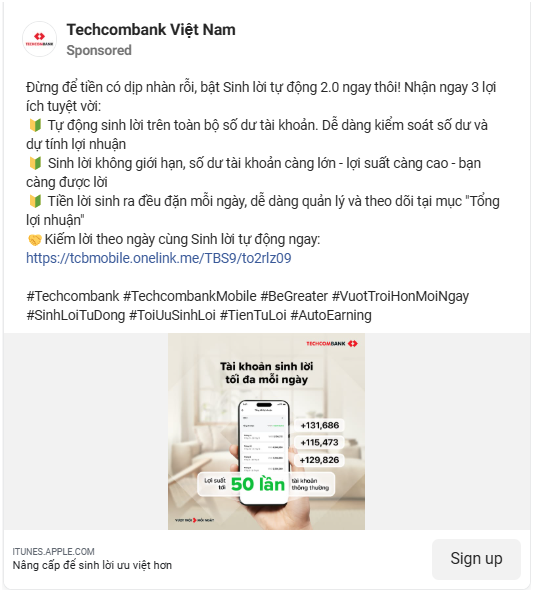 Techcombank Việt Nam
Sponsored
Đừng để tiền có dịp nhàn rỗi, bật Sinh lời tự động 2.0 ngay thôi! Nhận ngay 3 lợi
ích tuyệt vời:
🔰 Tự động sinh lời trên toàn bộ số dư tài khoản. Dễ dàng kiểm soát số dư và
dự tính lợi nhuận
🔰 Sinh lời không giới hạn, số dư tài khoản càng lớn - lợi suất càng cao - bạn
càng được lời
🔰 Tiền lời sinh ra đều đặn mỗi ngày, dễ dàng quản lý và theo dõi tại mục "Tổng
lợi nhuận"
🤝Kiếm lời theo ngày cùng Sinh lời tự động ngay:
https://tcbmobile.onelink.me/TBS9/to2rlz09
#Techcombank #TechcombankMobile #BeGreater #VuotTroiHonMoiNgay
#SinhLoiTuDong #ToiUuSinhLoi #TienTuLoi #AutoEarning
TECHCOMBANK
Tài khoản sinh lời
tối đa mỗi ngày
+131,686
+115,473
+129,826
Lợi suất tới 50 lần tài khoản thông thường
VƯỢT TRỘI MỖI NGÀY
ITUNES.APPLE.COM
Nâng cấp để sinh lời ưu việt hơn
Sign up